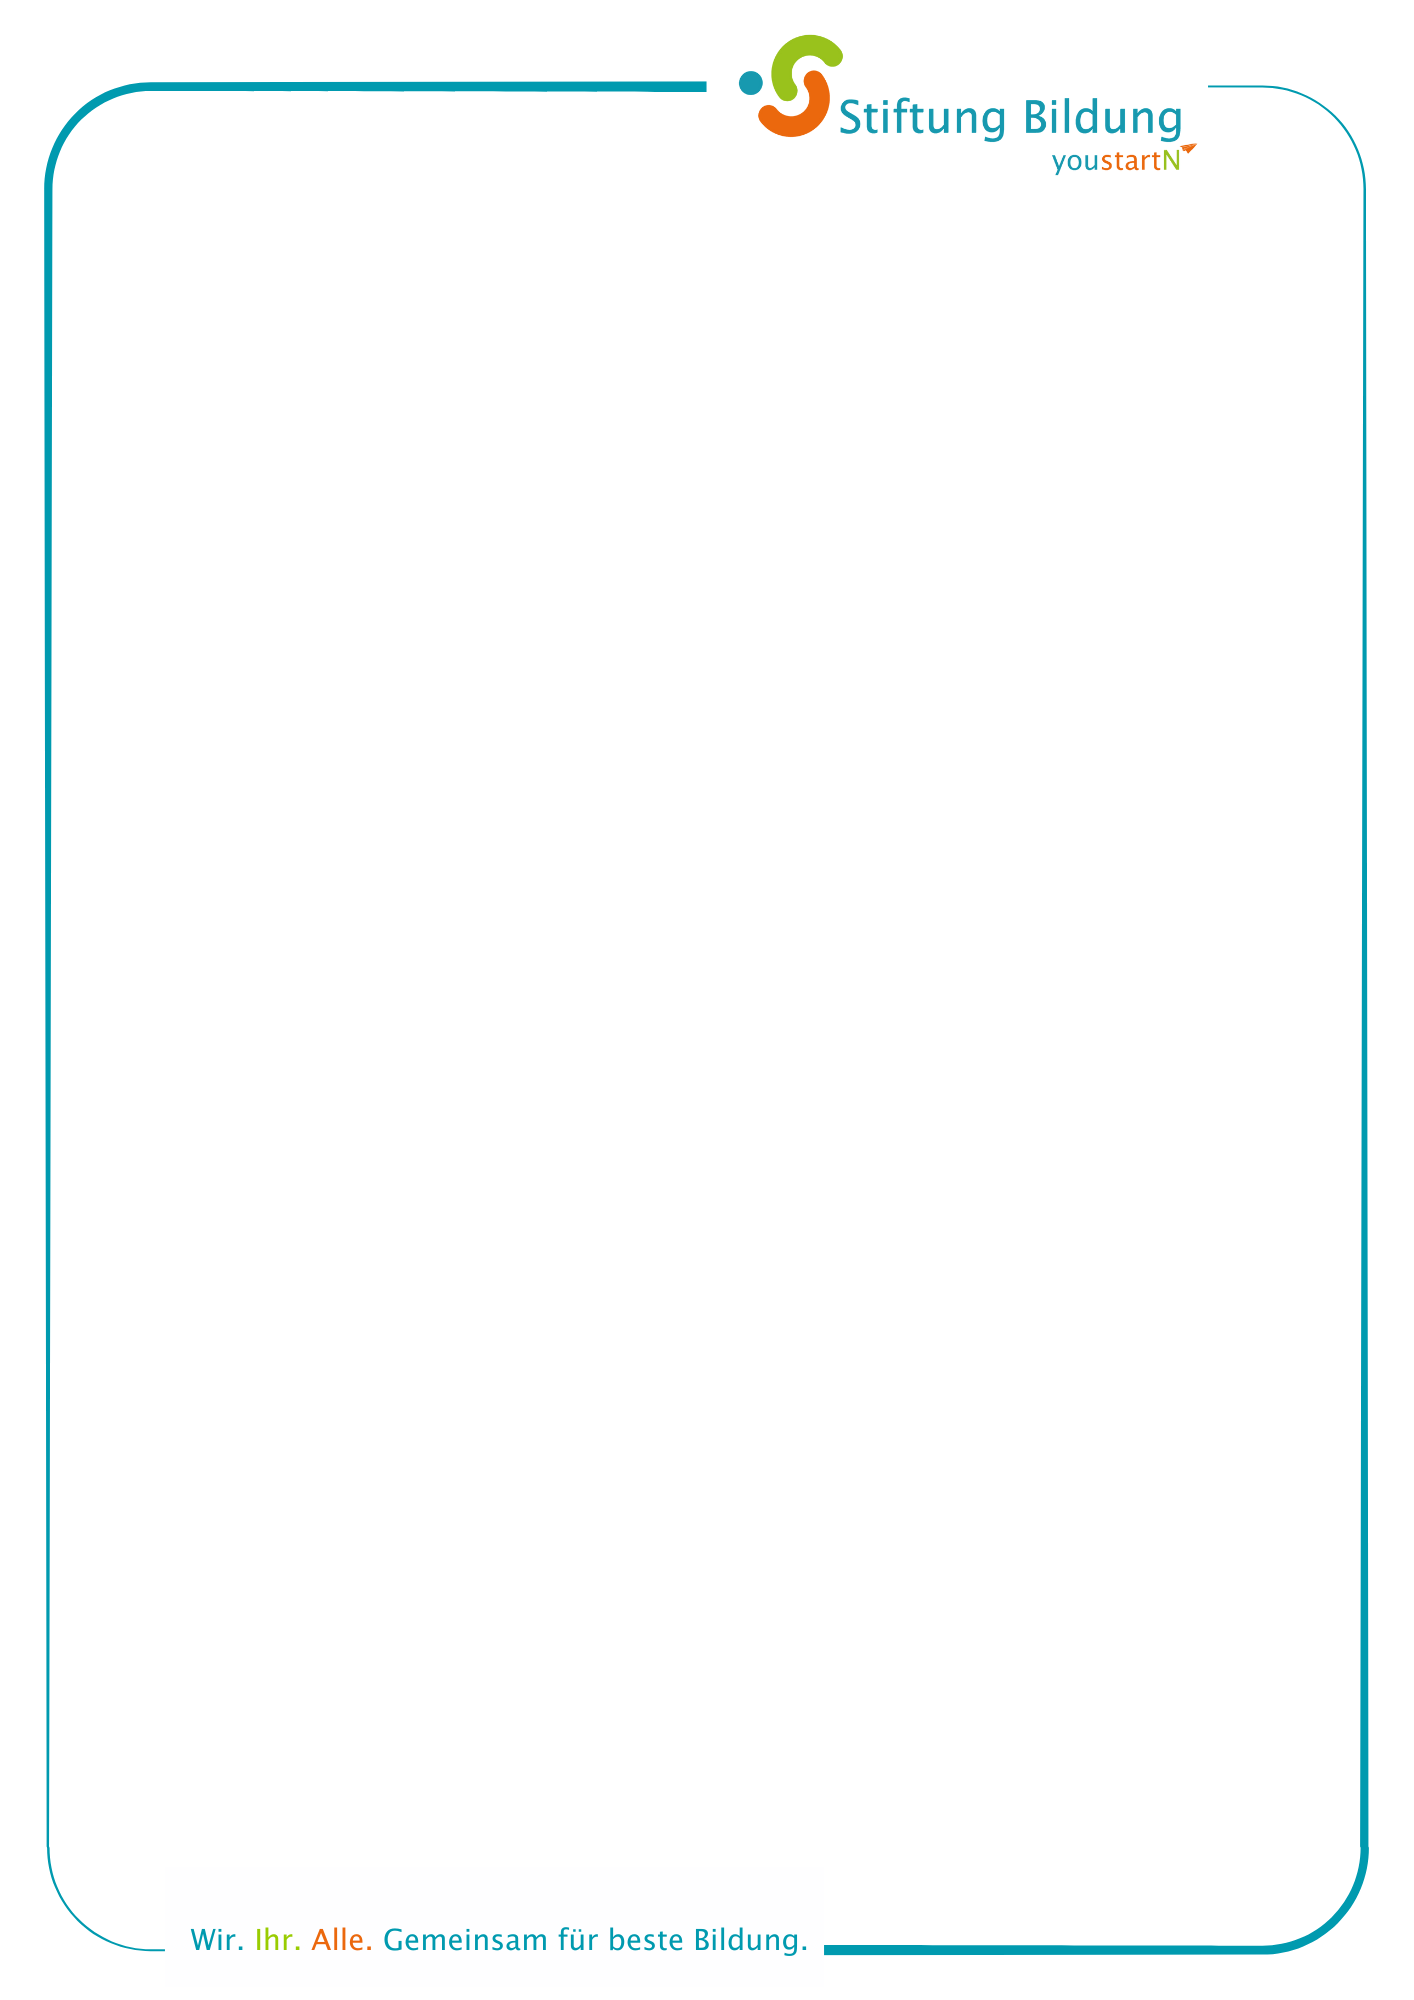 Stiftung Bildung
youstartN
Wir. Ihr. Alle. Gemeinsam für beste Bildung.